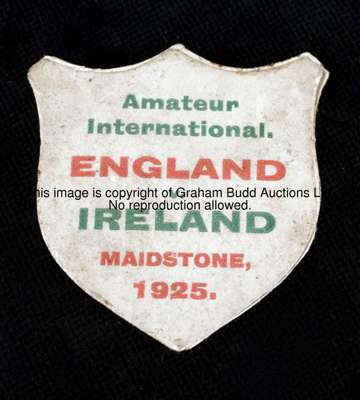 Amateur
International.
ENGLAND
his image is copyright of Graham Budd Auctions L
No reproduction allowed.
IRELAND
MAIDSTONE,
1925.